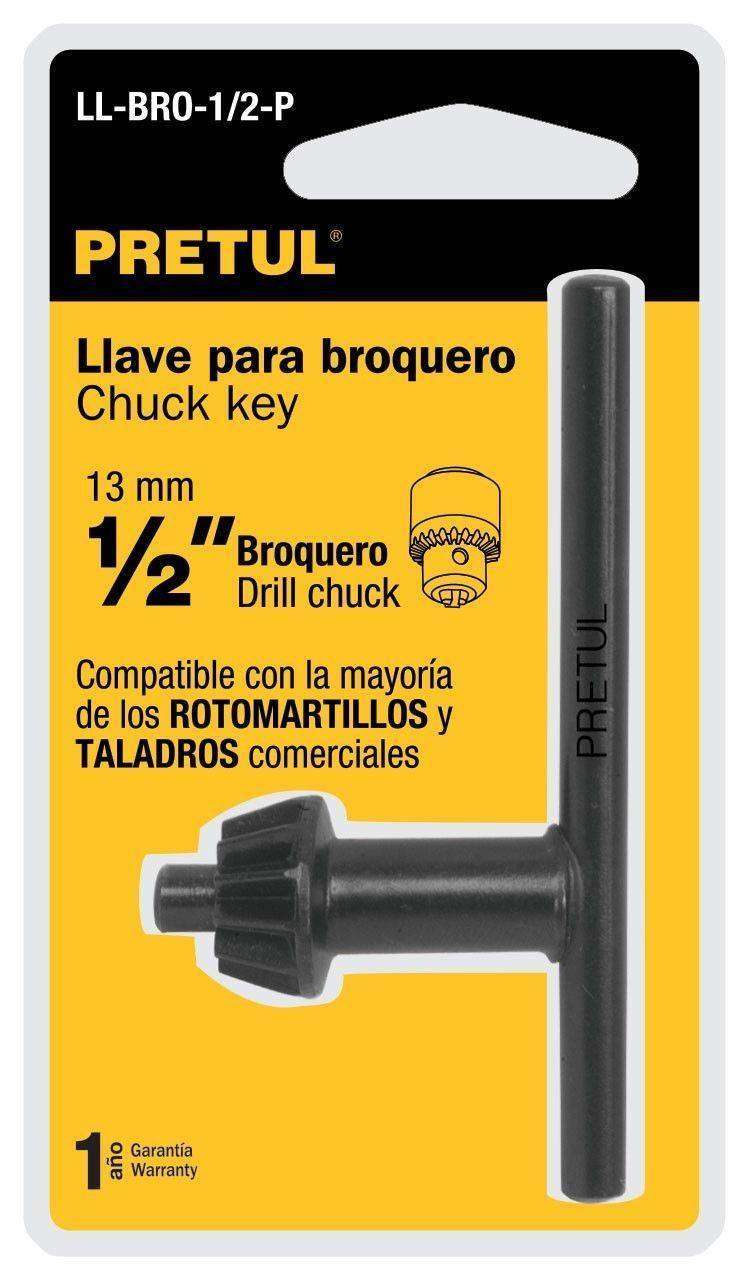 LL-BRO-1/2-P
PRETUL®
Llave para broquero
Chuck key
13 mm
½" Broquero
Drill chuck
Compatible con la mayoría
de los ROTOMARTILLOS y
TALADROS comerciales
PRETUL
1 año Garantía
Warranty